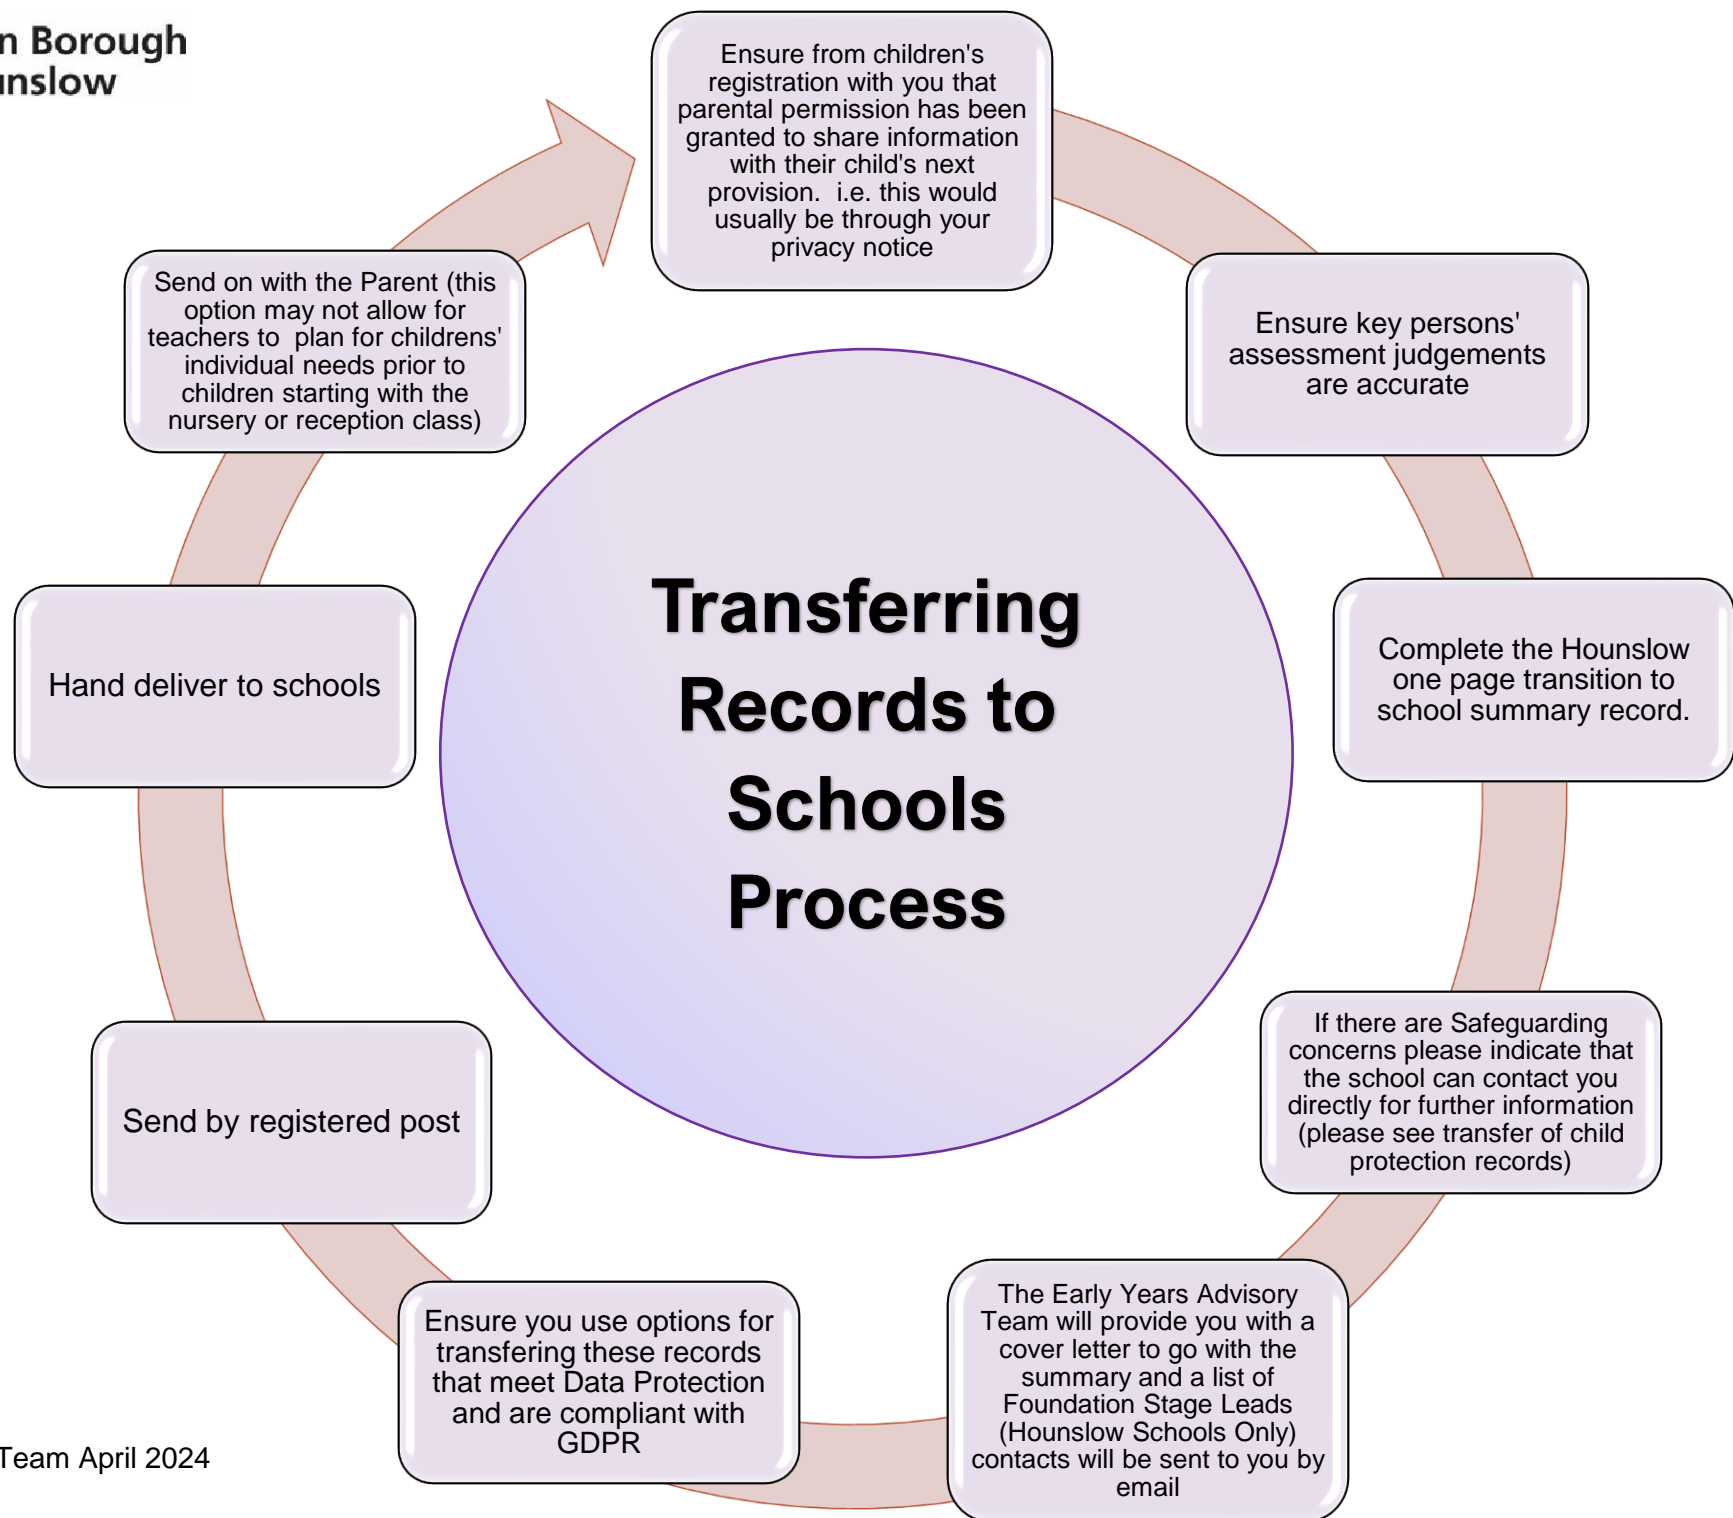 n Borough
unslow
Ensure from children's
registration with you that
parental permission has been
granted to share information
with their child's next
provision.  i.e. this would
usually be through your
privacy notice
Ensure key persons'
assessment judgements
are accurate
Complete the Hounslow
one page transition to
school summary record.
If there are Safeguarding
concerns please indicate that
the school can contact you
directly for further information
(please see transfer of child
protection records)
The Early Years Advisory
Team will provide you with a
cover letter to go with the
summary and a list of
Foundation Stage Leads
(Hounslow Schools Only)
contacts will be sent to you by
email
Ensure you use options for
transfering these records
that meet Data Protection
and are compliant with
GDPR
Send by registered post
Hand deliver to schools
Send on with the Parent (this
option may not allow for
teachers to  plan for childrens'
individual needs prior to
children starting with the
nursery or reception class)
Transferring
Records to
Schools
Process
Team April 2024